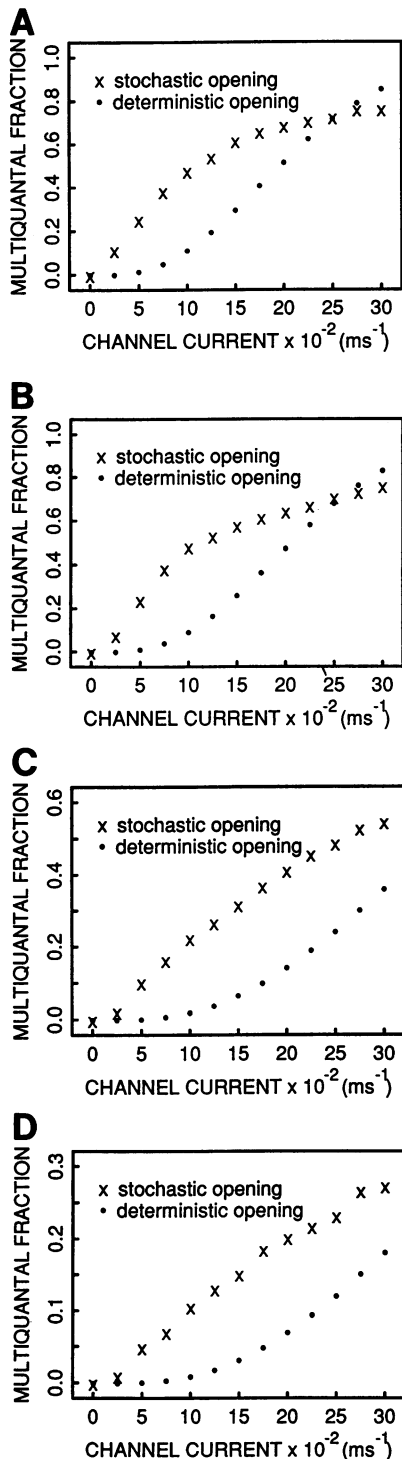 A
MULTIQUANTAL FRACTION
1.0
0.8
0.6
0.4
0.2
0.0
x stochastic opening
• deterministic opening
0 5 10 15 20 25 30
CHANNEL CURRENT x 10⁻² (ms⁻¹)
B
MULTIQUANTAL FRACTION
1.0
0.8
0.6
0.4
0.2
0.0
x stochastic opening
• deterministic opening
0 5 10 15 20 25 30
CHANNEL CURRENT x 10⁻² (ms⁻¹)
C
MULTIQUANTAL FRACTION
0.6
0.4
0.2
0.0
x stochastic opening
• deterministic opening
0 5 10 15 20 25 30
CHANNEL CURRENT x 10⁻² (ms⁻¹)
D
MULTIQUANTAL FRACTION
0.3
0.2
0.1
0.0
x stochastic opening
• deterministic opening
0 5 10 15 20 25 30
CHANNEL CURRENT x 10⁻² (ms⁻¹)